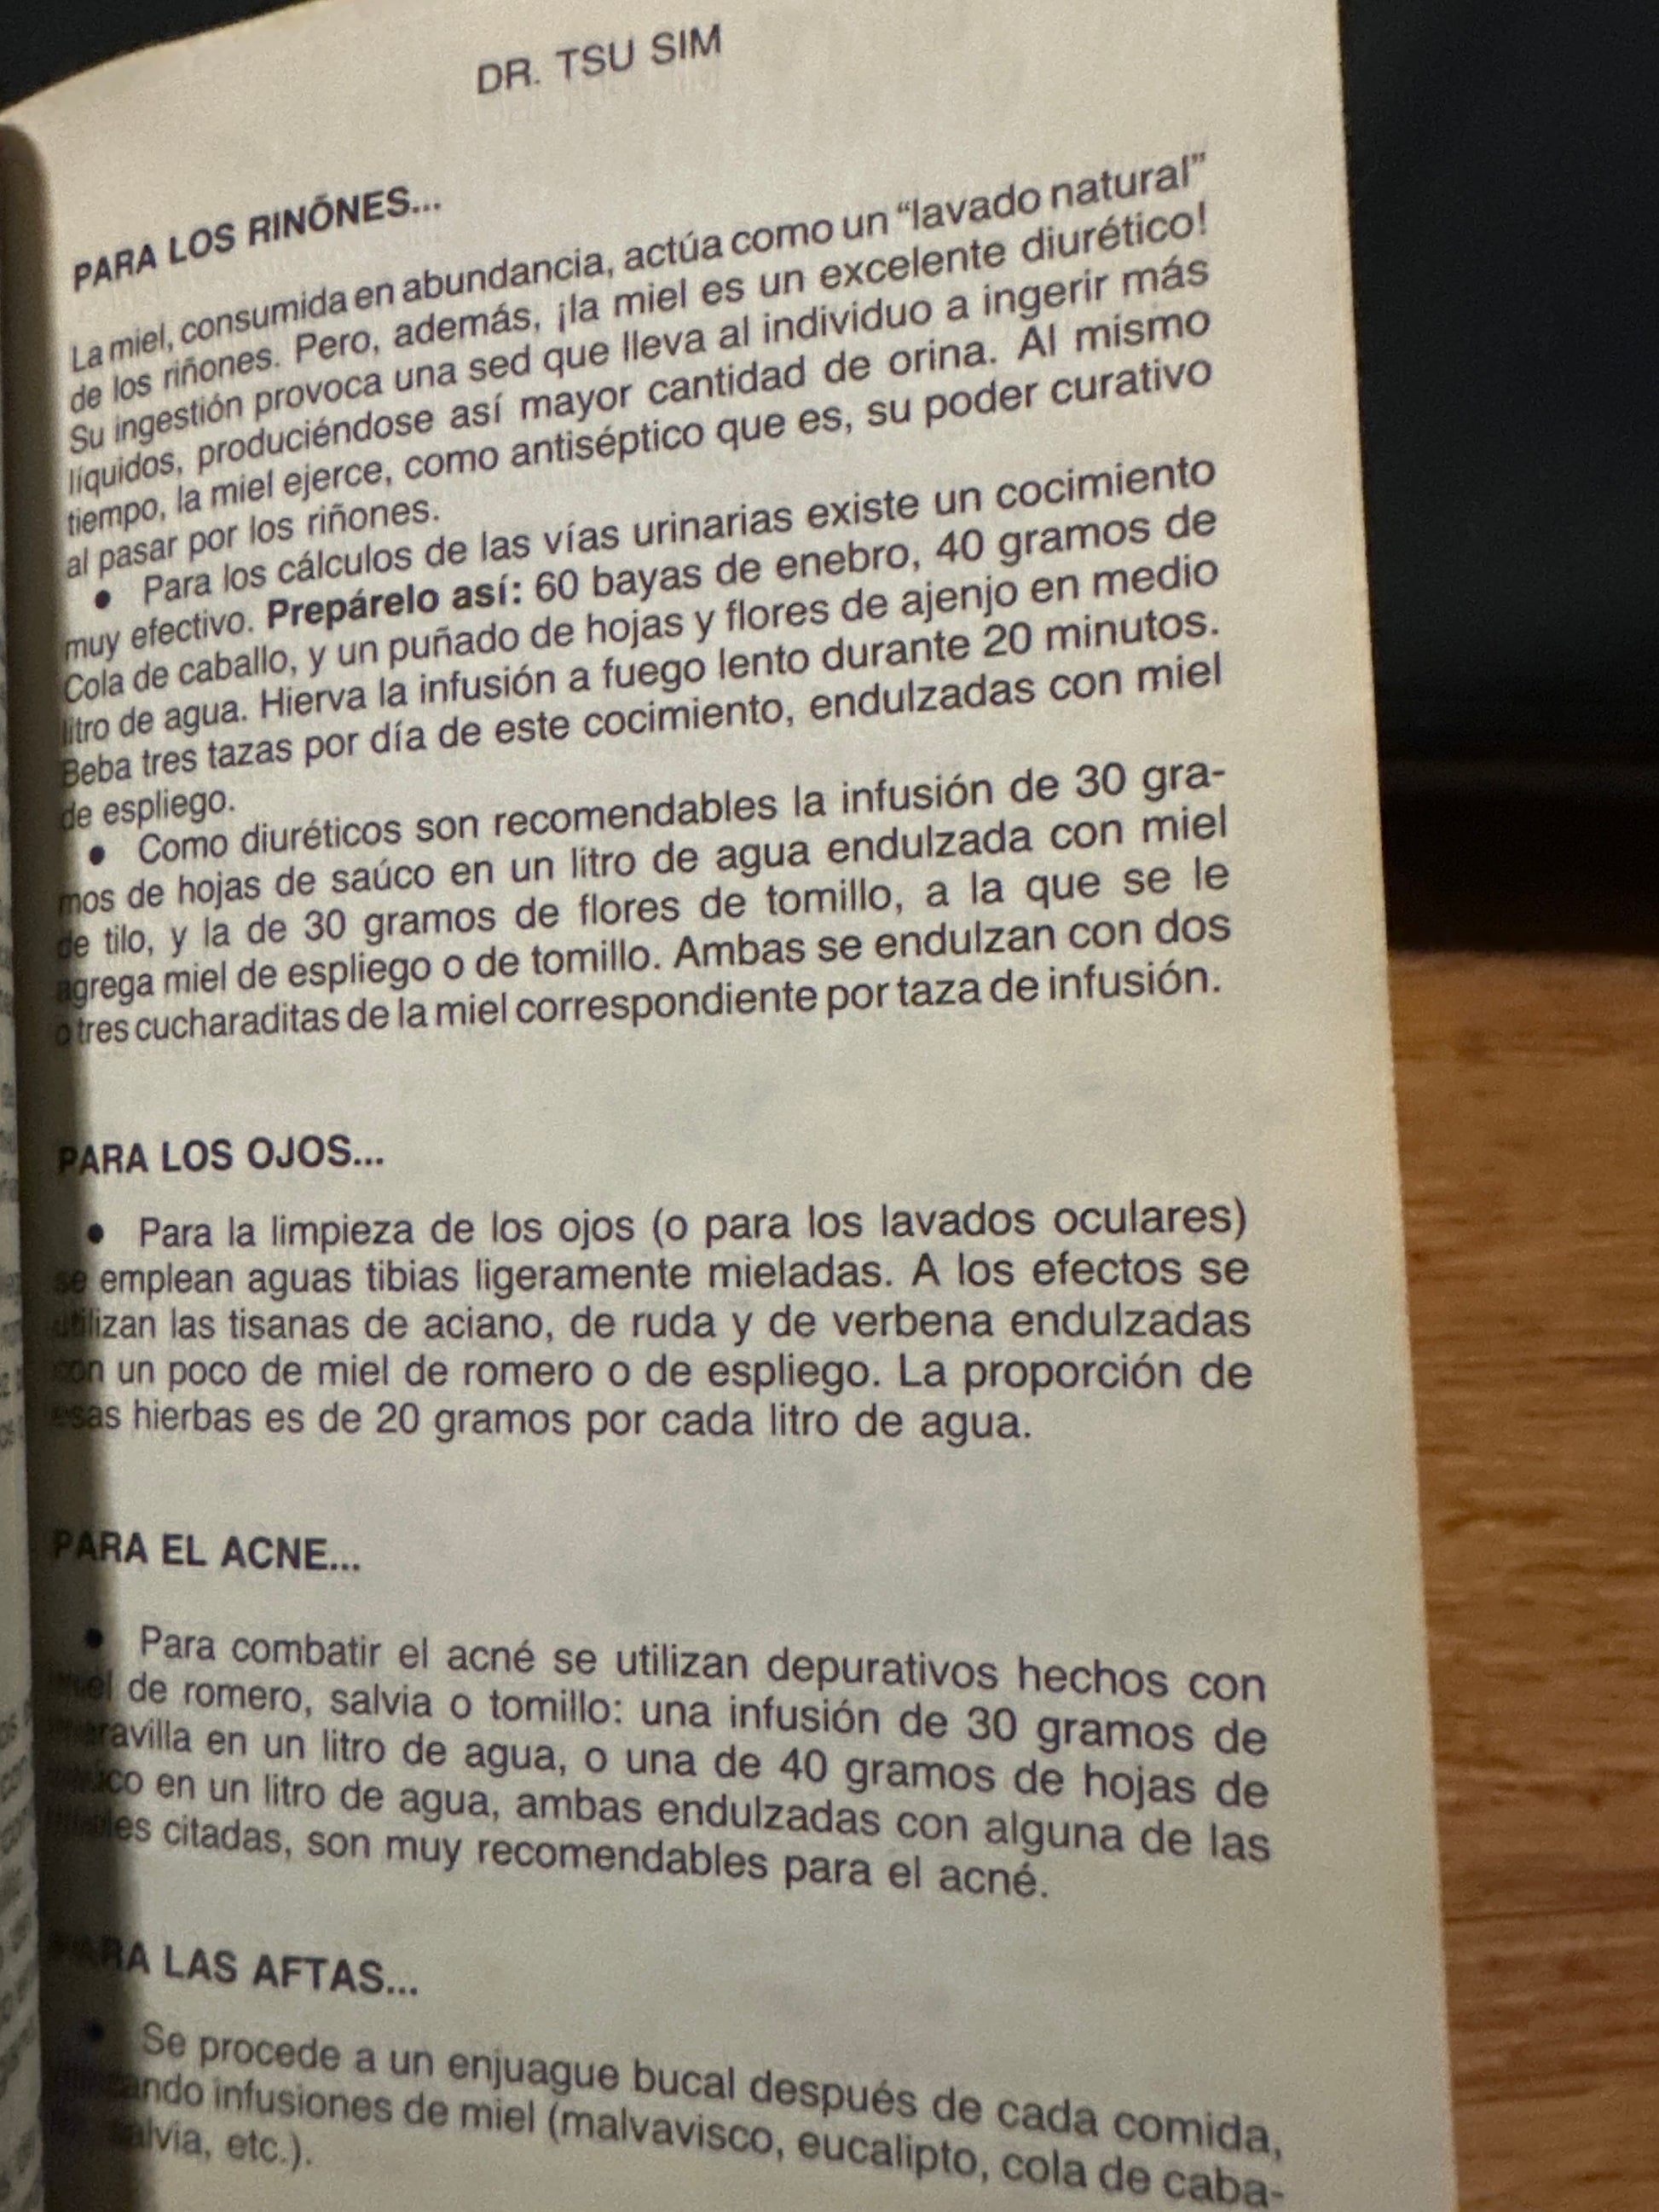 DR. TSU SIM
PARA LOS RINÕNES...
La miel, consumida en abundancia, actúa como un “lavado natural”
de los riñones. Pero, además, ¡la miel es un excelente diurético!
Su ingestión provoca una sed que lleva al individuo a ingerir más
líquidos, produciéndose así mayor cantidad de orina. Al mismo
tiempo, la miel ejerce, como antiséptico que es, su poder curativo
al pasar por los riñones.
• Para los cálculos de las vías urinarias existe un cocimiento
muy efectivo. Prepárelo así: 60 bayas de enebro, 40 gramos de
Cola de caballo, y un puñado de hojas y flores de ajenjo en medio
litro de agua. Hierva la infusión a fuego lento durante 20 minutos.
Beba tres tazas por día de este cocimiento, endulzadas con miel
de espliego.
• Como diuréticos son recomendables la infusión de 30 gra-
mos de hojas de saúco en un litro de agua endulzada con miel
de tilo, y la de 30 gramos de flores de tomillo, a la que se le
agrega miel de espliego o de tomillo. Ambas se endulzan con dos
o tres cucharaditas de la miel correspondiente por taza de infusión.
PARA LOS OJOS...
• Para la limpieza de los ojos (o para los lavados oculares)
se emplean aguas tibias ligeramente mieladas. A los efectos se
utilizan las tisanas de aciano, de ruda y de verbena endulzadas
con un poco de miel de romero o de espliego. La proporción de
esas hierbas es de 20 gramos por cada litro de agua.
PARA EL ACNE...
• Para combatir el acné se utilizan depurativos hechos con
miel de romero, salvia o tomillo: una infusión de 30 gramos de
maravilla en un litro de agua, o una de 40 gramos de hojas de
saúco en un litro de agua, ambas endulzadas con alguna de las
mieles citadas, son muy recomendables para el acné.
PARA LAS AFTAS...
• Se procede a un enjuague bucal después de cada comida,
infusiones de miel (malvavisco, eucalipto, cola de caba-
salvia, etc.).